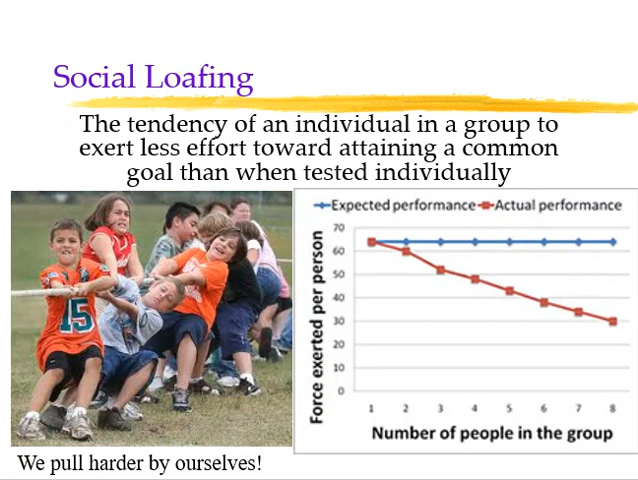 Social Loafing
The tendency of an individual in a group to
exert less effort toward attaining a common
goal than when tested individually
15
We pull harder by ourselves!
Expected performance Actual performance
Force exerted per person
70
60
50
40
30
20
10
0
1 2 3 4 5 6 7 8
Number of people in the group